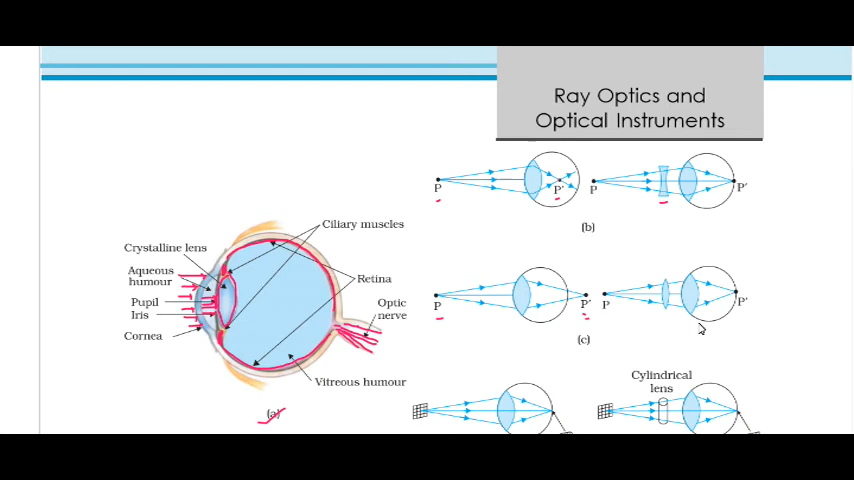 Ray Optics and
Optical Instruments
P
P'
P
P'
(b)
Ciliary muscles
Crystalline lens
Aqueous
humour
Retina
Pupil
Iris
Optic
nerve
Cornea
Vitreous humour
(a)
P
P'
P
P'
(c)
Cylindrical
lens